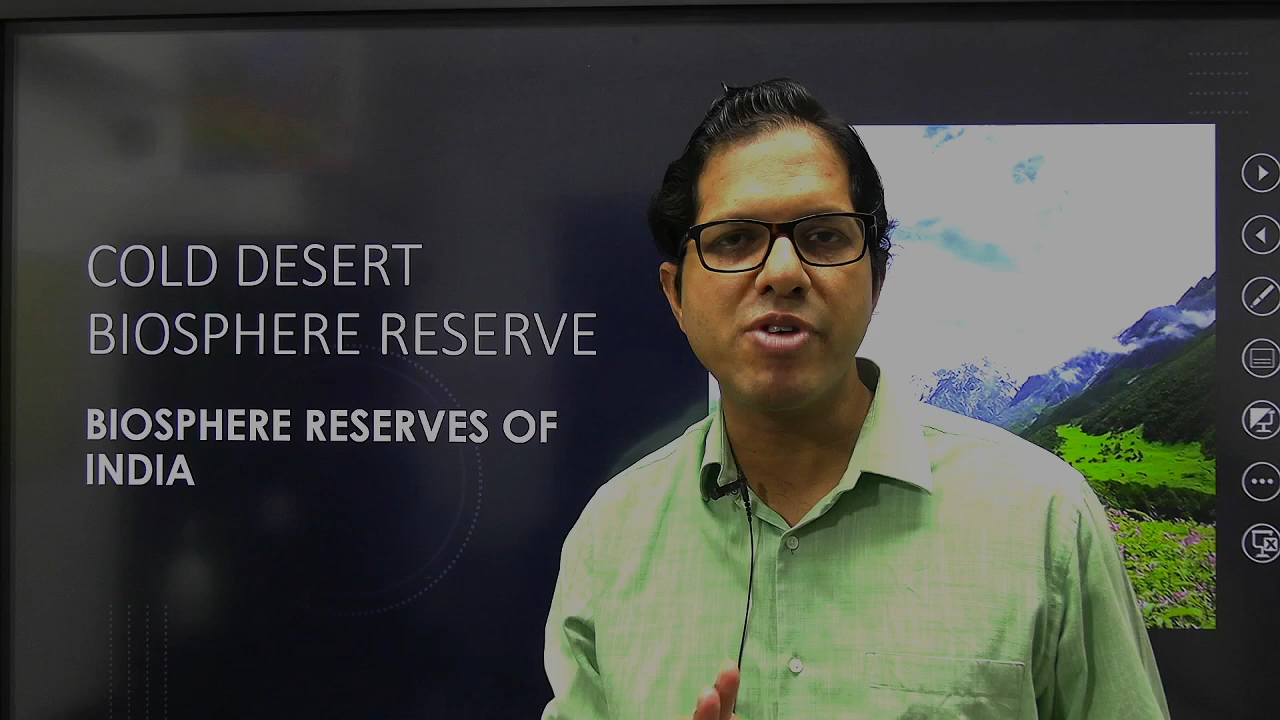 COLD DESERT
BIOSPHERE RESERVE
BIOSPHERE RESERVES OF
INDIA